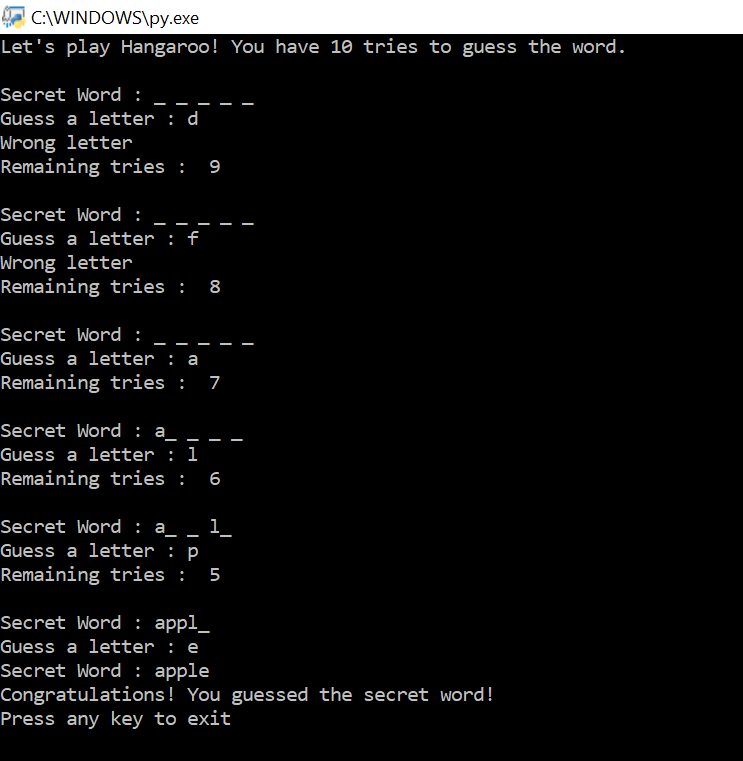 C:\WINDOWS\py.exe
Let's play Hangaroo! You have 10 tries to guess the word.
Secret Word : _ _ _ _ _
Guess a letter : d
Wrong letter
Remaining tries :  9
Secret Word : _ _ _ _ _
Guess a letter : f
Wrong letter
Remaining tries :  8
Secret Word : _ _ _ _ _
Guess a letter : a
Remaining tries :  7
Secret Word : a_ _ _ _
Guess a letter : l
Remaining tries :  6
Secret Word : a_ _ l_
Guess a letter : p
Remaining tries :  5
Secret Word : appl_
Guess a letter : e
Secret Word : apple
Congratulations! You guessed the secret word!
Press any key to exit